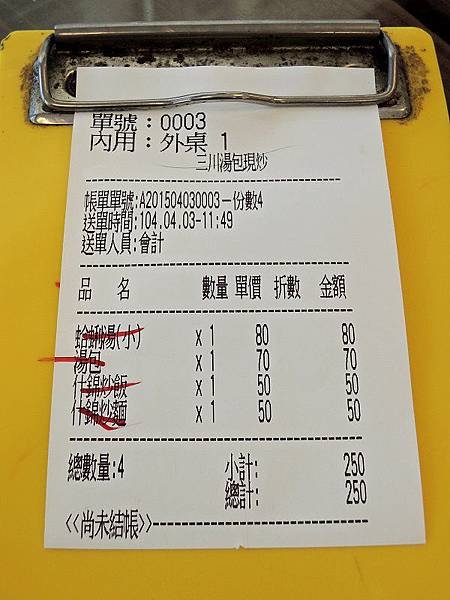 單號：0003
內用：外桌 1
三川湯包現炒
帳單單號:A201504030003－份數4
送單時間:104.04.03-11:49
送單人員:會計
品 名 數量 單價 折數 金額
蛤蜊湯(小) x 1 80 80
湯包 x 1 70 70
什錦炒飯 x 1 50 50
什錦炒麵 x 1 50 50
總數量:4 小計: 250
總計: 250
<<尚未結帳>>